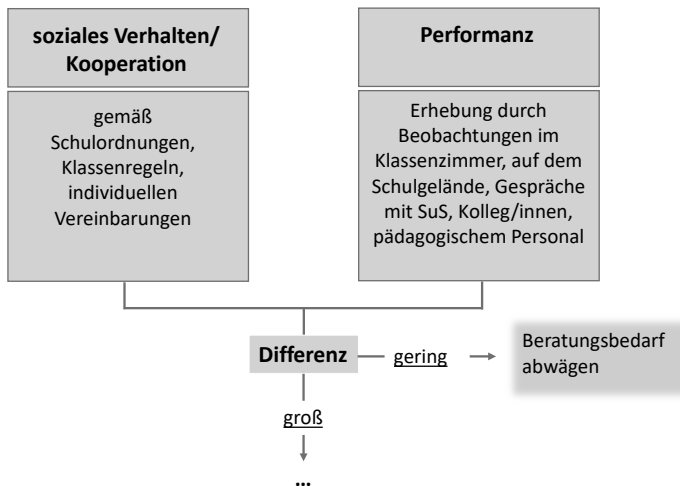 soziales Verhalten/
Kooperation
gemäß
Schulordnungen,
Klassenregeln,
individuellen
Vereinbarungen
Performanz
Erhebung durch
Beobachtungen im
Klassenzimmer, auf dem
Schulgelände, Gespräche
mit SuS, Kolleg/innen,
pädagogischem Personal
Differenz
gering
Beratungsbedarf
abwägen
groß
...